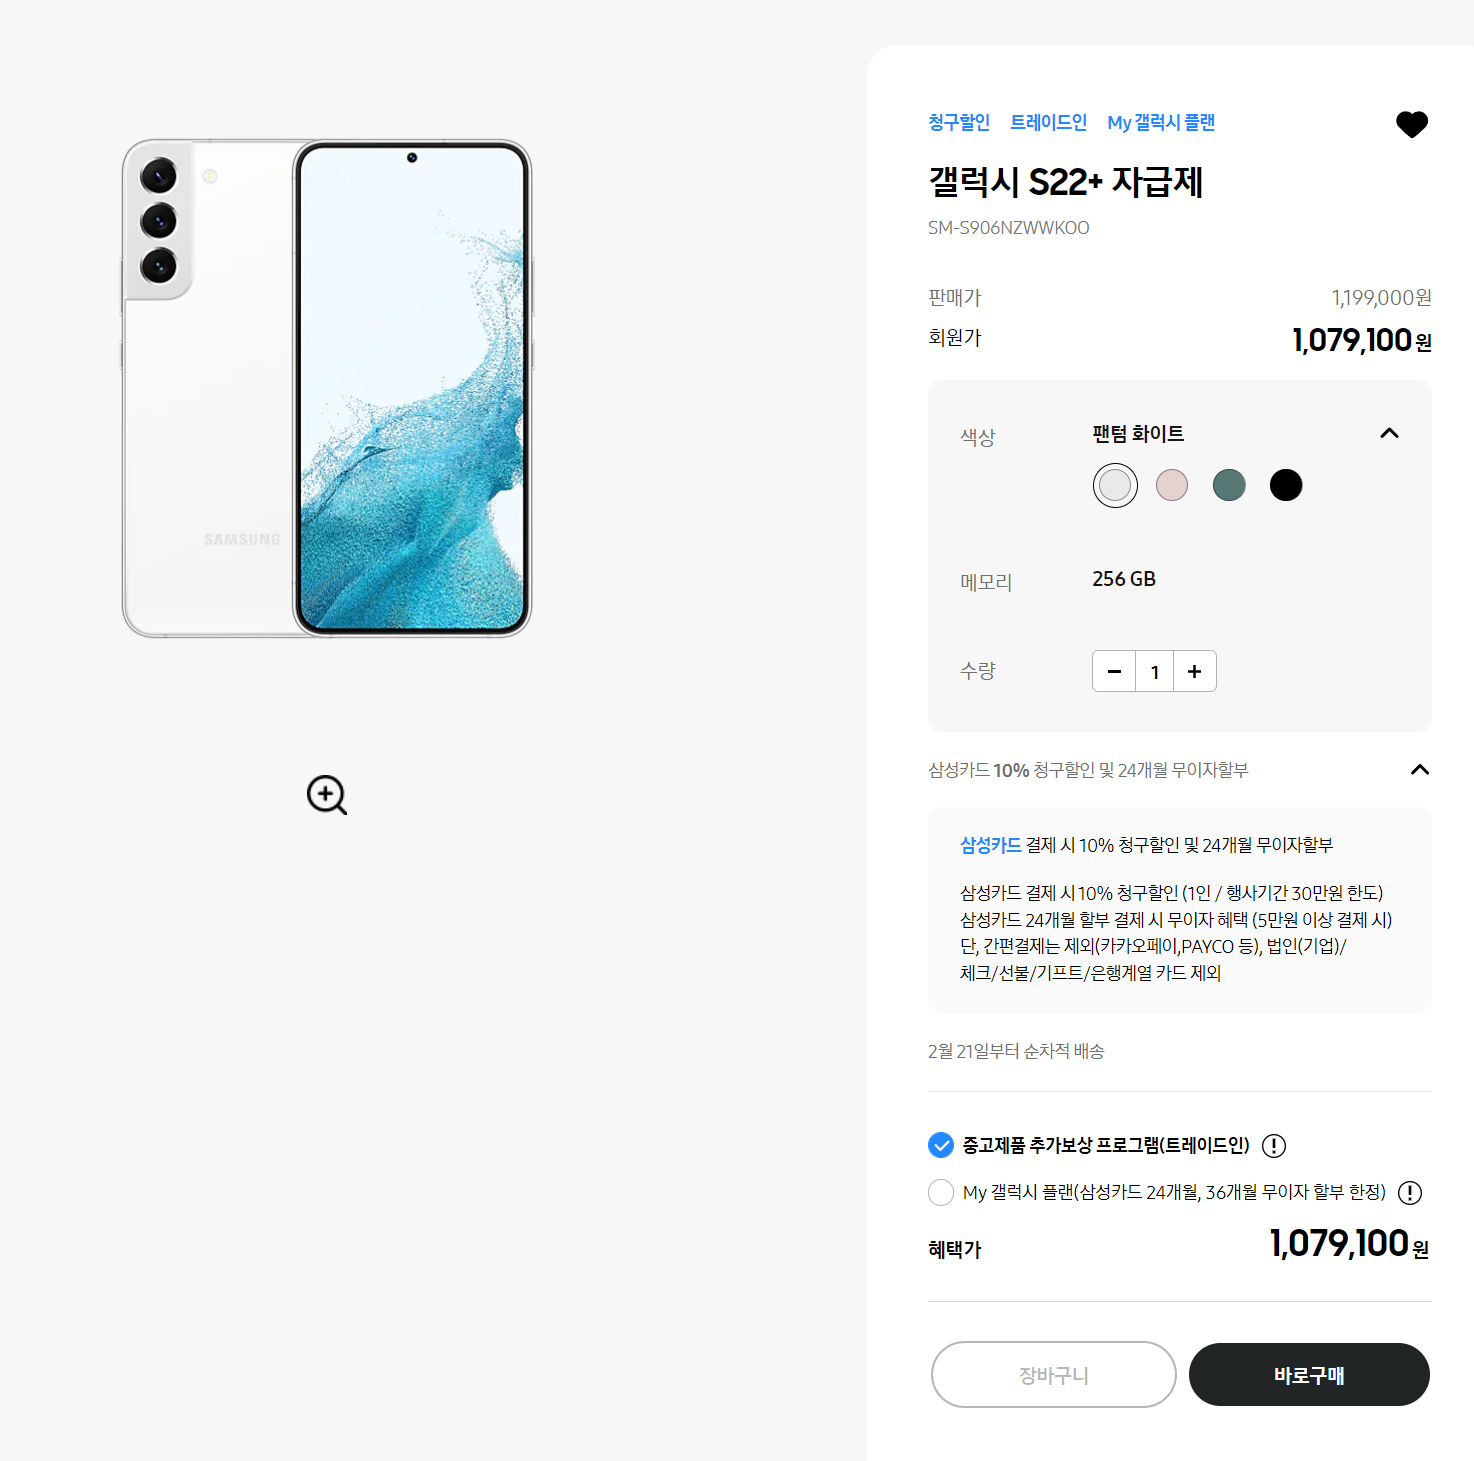 SAMSUNG
청구할인 트레이드인 My 갤럭시 플랜
갤럭시 S22+ 자급제
SM-S906NZWWKOO
판매가 1,199,000원
회원가 1,079,100 원
색상 팬텀 화이트
메모리 256 GB
수량 − 1 +
삼성카드 10% 청구할인 및 24개월 무이자할부
삼성카드 결제 시 10% 청구할인 및 24개월 무이자할부
삼성카드 결제 시 10% 청구할인 (1인 / 행사기간 30만원 한도)
삼성카드 24개월 할부 결제 시 무이자 혜택 (5만원 이상 결제 시)
단, 간편결제는 제외(카카오페이,PAYCO 등), 법인(기업)/
체크/선불/기프트/은행계열 카드 제외
2월 21일부터 순차적 배송
중고제품 추가보상 프로그램(트레이드인)
My 갤럭시 플랜(삼성카드 24개월, 36개월 무이자 할부 한정)
혜택가 1,079,100 원
장바구니 바로구매